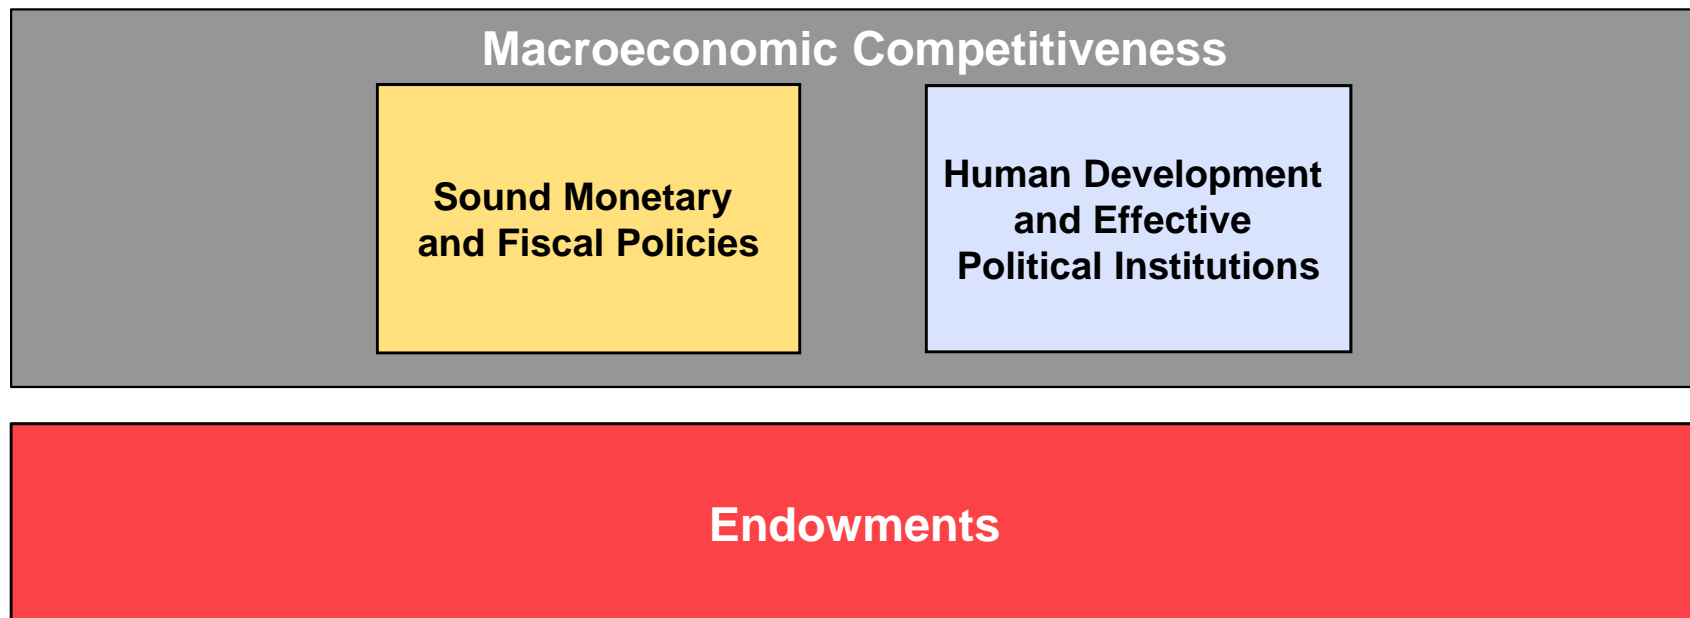 Macroeconomic Competitiveness
Sound Monetary
and Fiscal Policies
Human Development
and Effective
Political Institutions
Endowments